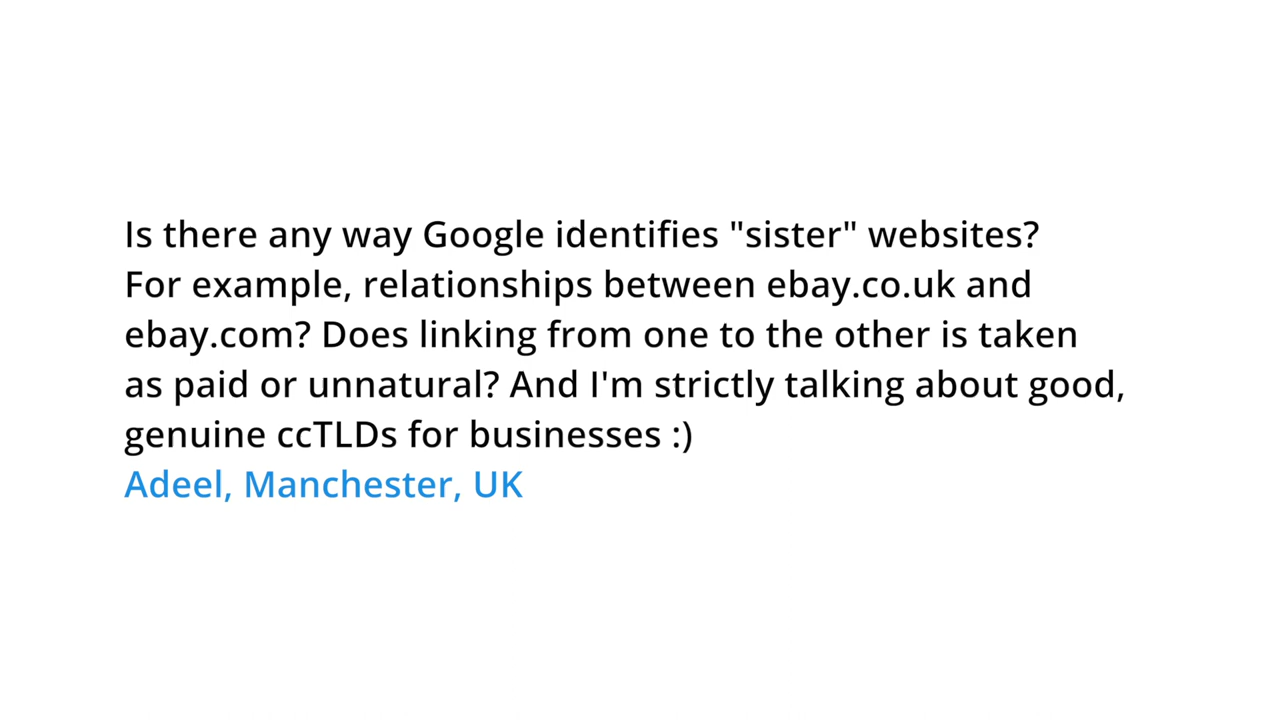 Is there any way Google identifies "sister" websites?
For example, relationships between ebay.co.uk and
ebay.com? Does linking from one to the other is taken
as paid or unnatural? And I'm strictly talking about good,
genuine ccTLDs for businesses :)
Adeel, Manchester, UK